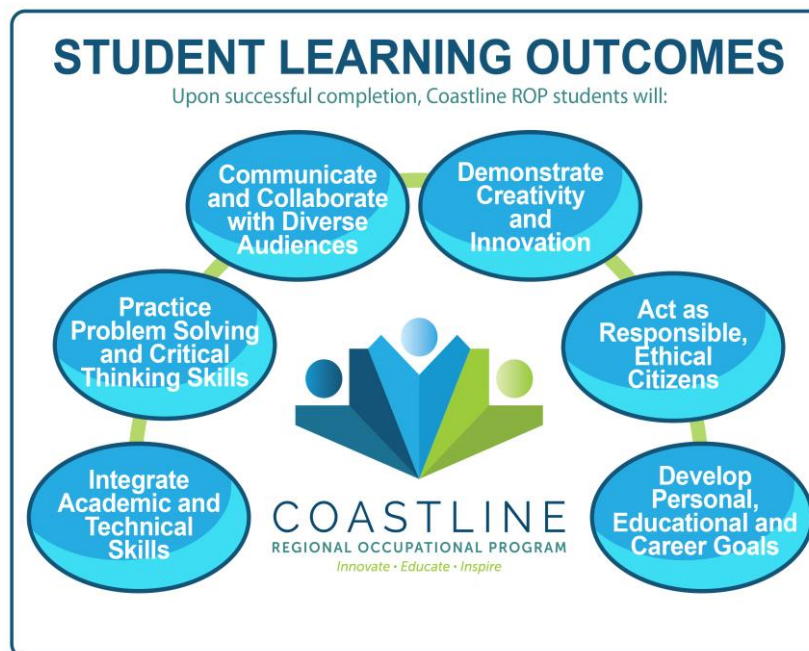 STUDENT LEARNING OUTCOMES
Upon successful completion, Coastline ROP students will:
Communicate
and Collaborate
with Diverse
Audiences
Demonstrate
Creativity
and
Innovation
Practice
Problem Solving
and Critical
Thinking Skills
Act as
Responsible,
Ethical
Citizens
Integrate
Academic and
Technical
Skills
Develop
Personal,
Educational and
Career Goals
COASTLINE
REGIONAL OCCUPATIONAL PROGRAM
Innovate • Educate • Inspire